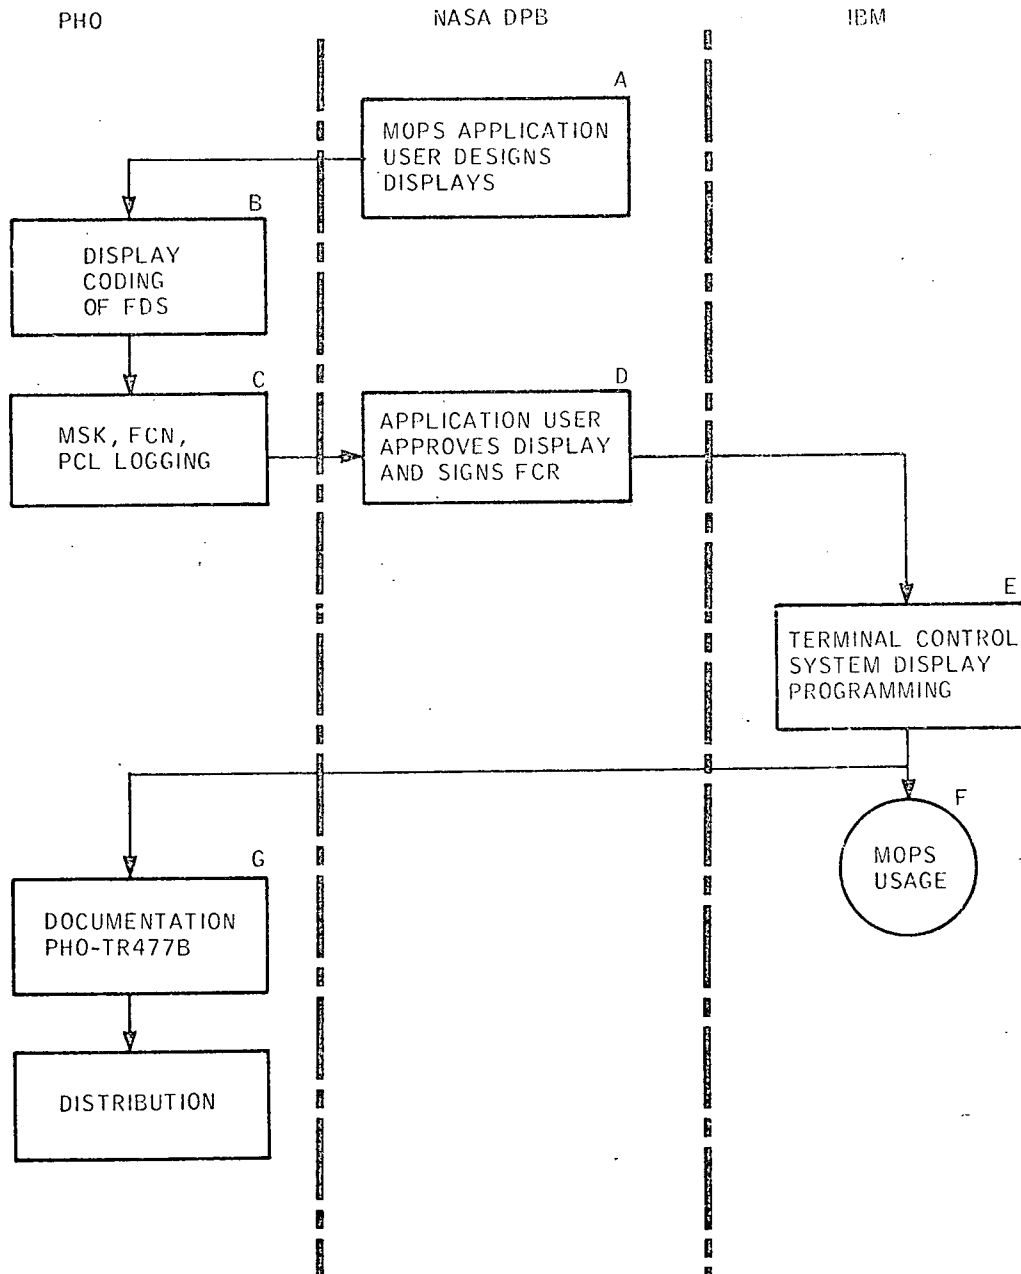 PHO
NASA DPB
IBM
A
MOPS APPLICATION
USER DESIGNS
DISPLAYS
B
DISPLAY
CODING
OF FDS
C
MSK, FCN,
PCL LOGGING
D
APPLICATION USER
APPROVES DISPLAY
AND SIGNS FCR
E
TERMINAL CONTROL
SYSTEM DISPLAY
PROGRAMMING
F
MOPS
USAGE
G
DOCUMENTATION
PHO-TR477B
DISTRIBUTION